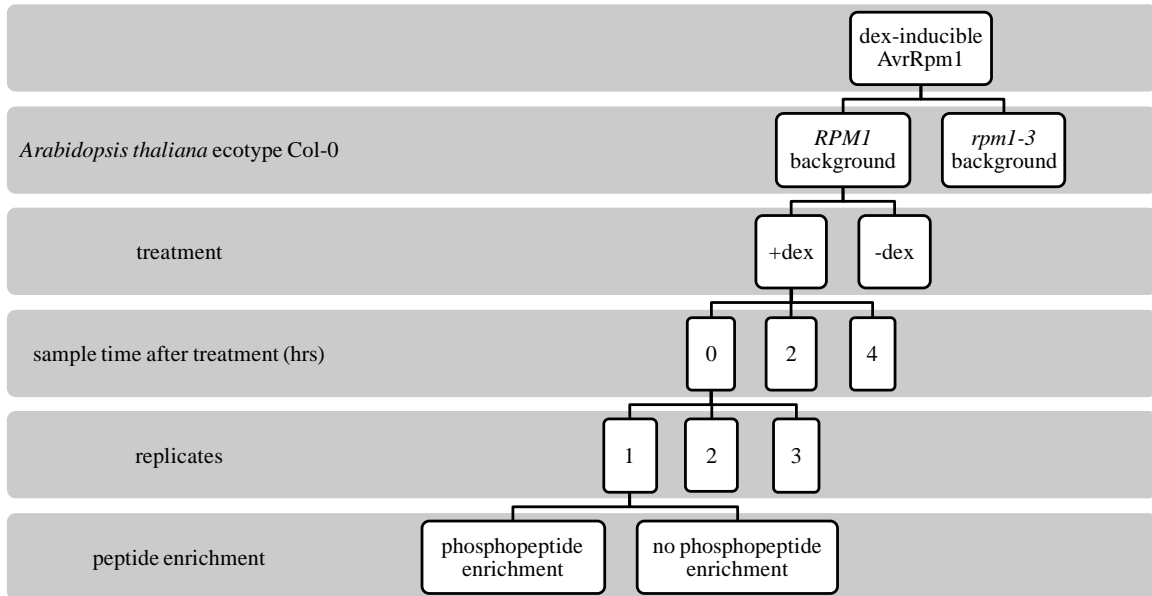 dex-inducible
AvrRpm1
Arabidopsis thaliana ecotype Col-0
RPM1
background
rpm1-3
background
treatment
+dex
-dex
sample time after treatment (hrs)
0
2
4
replicates
1
2
3
peptide enrichment
phosphopeptide
enrichment
no phosphopeptide
enrichment